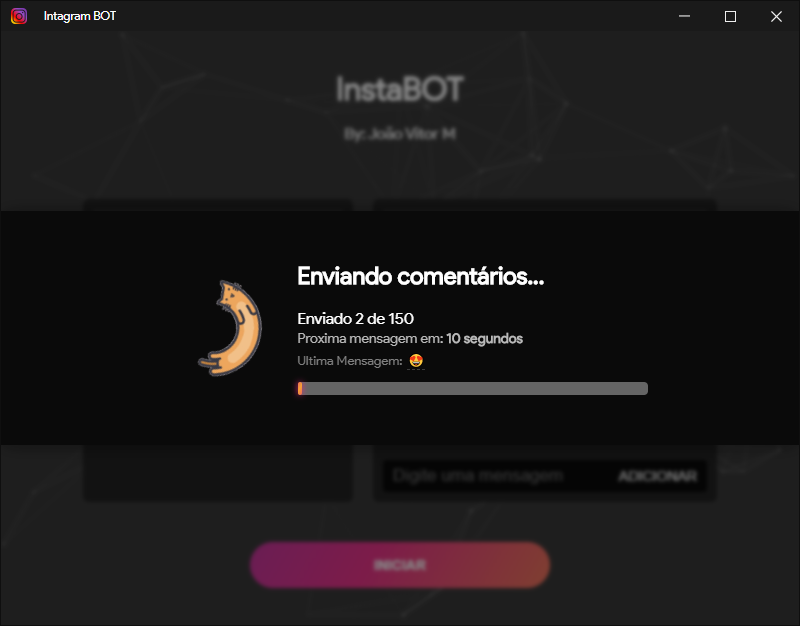 Intagram BOT
InstaBOT
By: João Vitor M
Enviando comentários...
Enviado 2 de 150
Proxima mensagem em: 10 segundos
Ultima Mensagem: 🤩
Digite uma mensagem
ADICIONAR
INICIAR